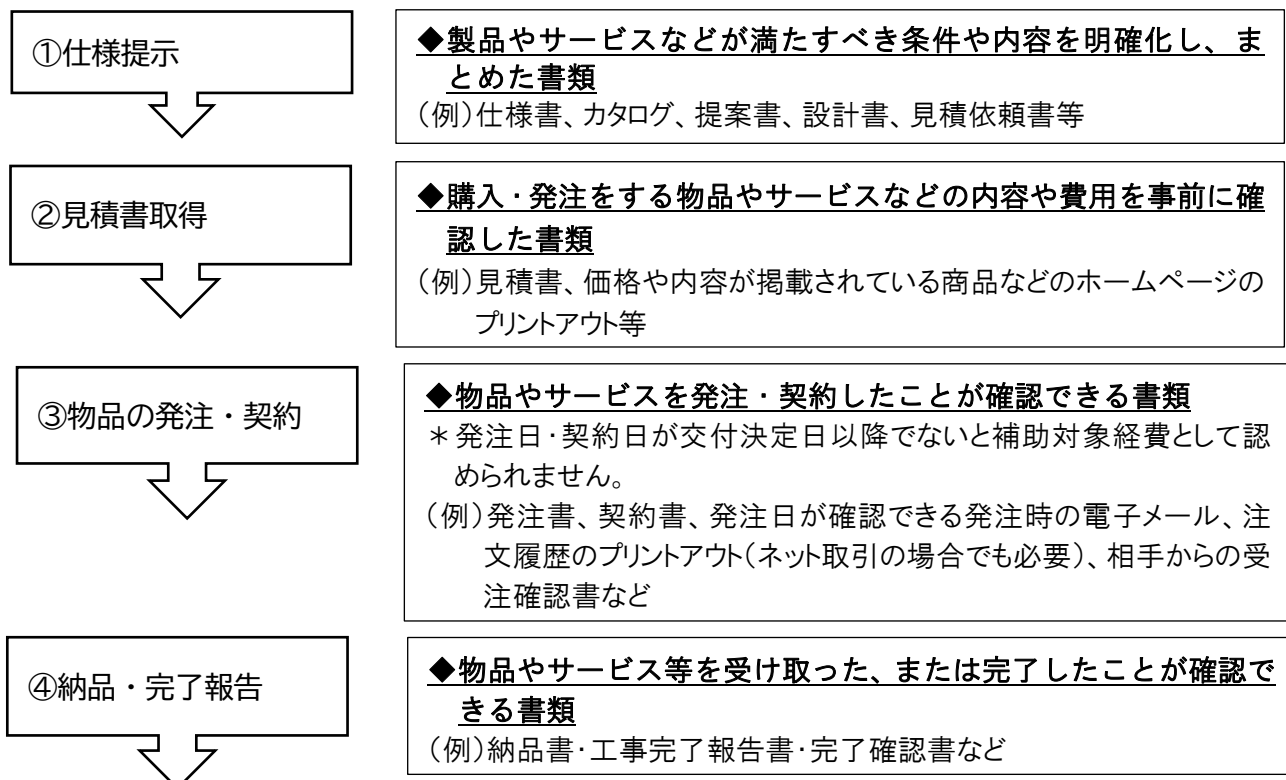 ①仕様提示
◆製品やサービスなどが満たすべき条件や内容を明確化し、ま
とめた書類
（例）仕様書、カタログ、提案書、設計書、見積依頼書等
②見積書取得
◆購入・発注をする物品やサービスなどの内容や費用を事前に確
認した書類
（例）見積書、価格や内容が掲載されている商品などのホームページの
プリントアウト等
③物品の発注・契約
◆物品やサービスを発注・契約したことが確認できる書類
＊発注日・契約日が交付決定日以降でないと補助対象経費として認
められません。
（例）発注書、契約書、発注日が確認できる発注時の電子メール、注
文履歴のプリントアウト（ネット取引の場合でも必要）、相手からの受
注確認書など
④納品・完了報告
◆物品やサービス等を受け取った、または完了したことが確認で
きる書類
（例）納品書・工事完了報告書・完了確認書など